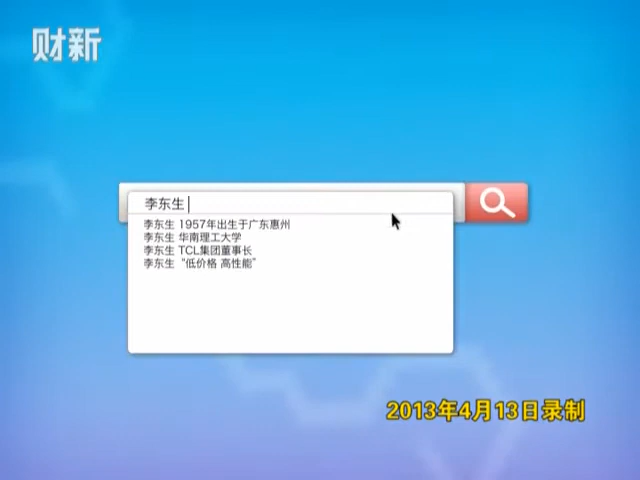 财新
李东生
李东生 1957年出生于广东惠州
李东生 华南理工大学
李东生 TCL集团董事长
李东生 “低价格 高性能”
2013年4月13日录制